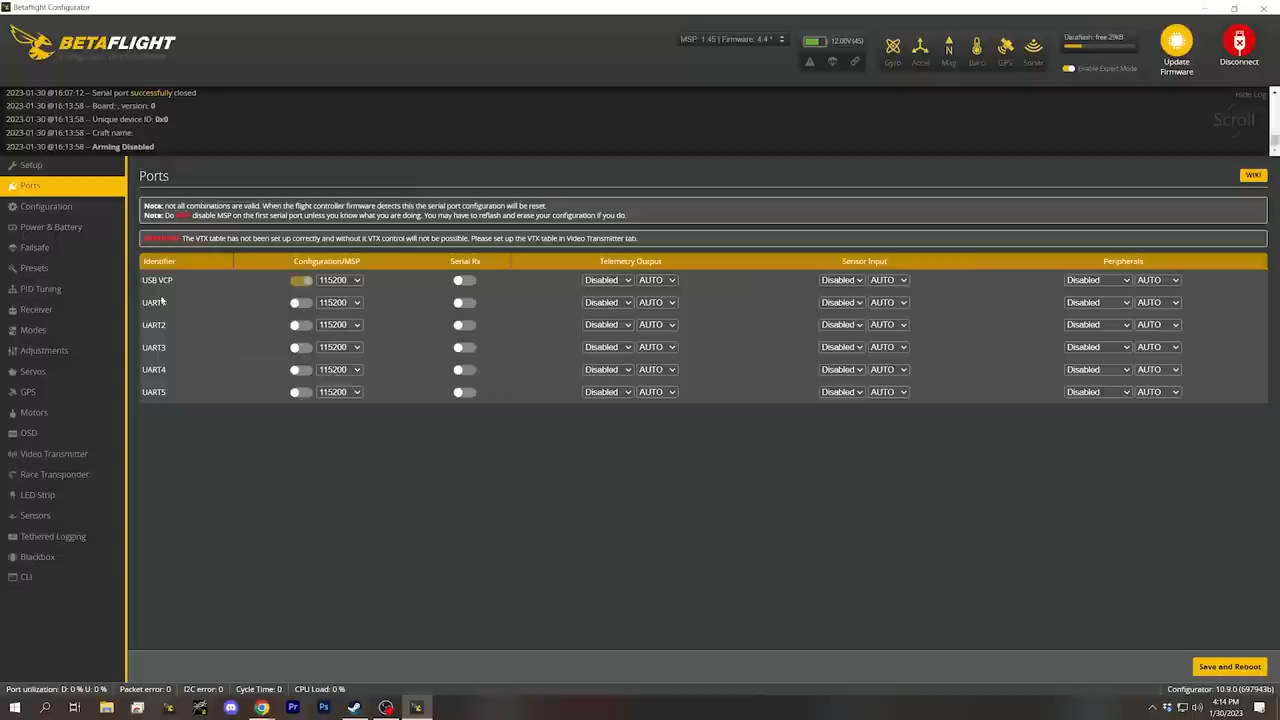 Betaflight Configurator
BETAFLIGHT
MSP: 1.45 | Firmware: 4.4 *
12.00V (4S)
Gyro Accel Mag Baro GPS Sonar
Dataflash: free 29kB
Enable Expert Mode
Update Firmware
Disconnect
2023-01-30 @16:07:12 -- Serial port successfully closed
2023-01-30 @16:13:58 -- Board: , version: 0
2023-01-30 @16:13:58 -- Unique device ID: 0x0
2023-01-30 @16:13:58 -- Craft name:
2023-01-30 @16:13:58 -- Arming Disabled
Hide Log
Scroll
Setup
Ports
Configuration
Power & Battery
Failsafe
Presets
PID Tuning
Receiver
Modes
Adjustments
Servos
GPS
Motors
OSD
Video Transmitter
Race Transponder
LED Strip
Sensors
Tethered Logging
Blackbox
CLI
Ports
WIKI
Note: not all combinations are valid. When the flight controller firmware detects this the serial port configuration will be reset.
Note: Do disable MSP on the first serial port unless you know what you are doing. You may have to reflash and erase your configuration if you do.
The VTX table has not been set up correctly and without it VTX control will not be possible. Please set up the VTX table in Video Transmitter tab.
Identifier Configuration/MSP Serial Rx Telemetry Output Sensor Input Peripherals
USB VCP 115200 Disabled AUTO Disabled AUTO Disabled AUTO
UART1 115200 Disabled AUTO Disabled AUTO Disabled AUTO
UART2 115200 Disabled AUTO Disabled AUTO Disabled AUTO
UART3 115200 Disabled AUTO Disabled AUTO Disabled AUTO
UART4 115200 Disabled AUTO Disabled AUTO Disabled AUTO
UART5 115200 Disabled AUTO Disabled AUTO Disabled AUTO
Save and Reboot
Port utilization: D: 0 % U: 0 % Packet error: 0 I2C error: 0 Cycle Time: 0 CPU Load: 0 %
Configurator: 10.9.0 (697943b)
Pr Ps
4:14 PM
1/30/2023